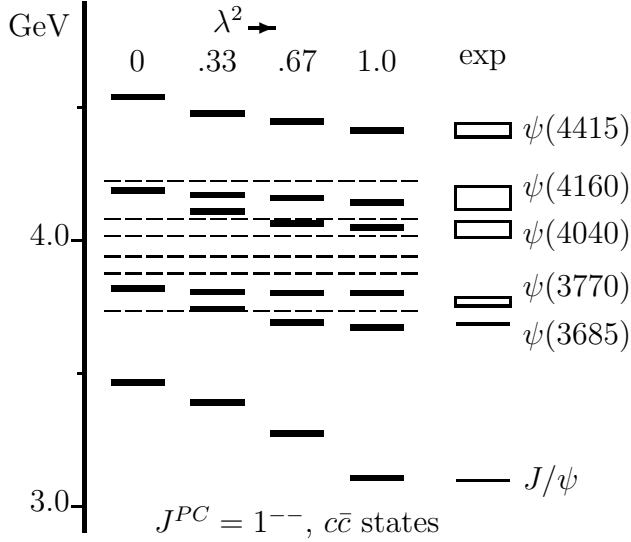 GeV
λ² →
0 .33 .67 1.0 exp
ψ(4415)
ψ(4160)
4.0
ψ(4040)
ψ(3770)
ψ(3685)
J/ψ
3.0
J^{PC} = 1^{--}, cc̄ states